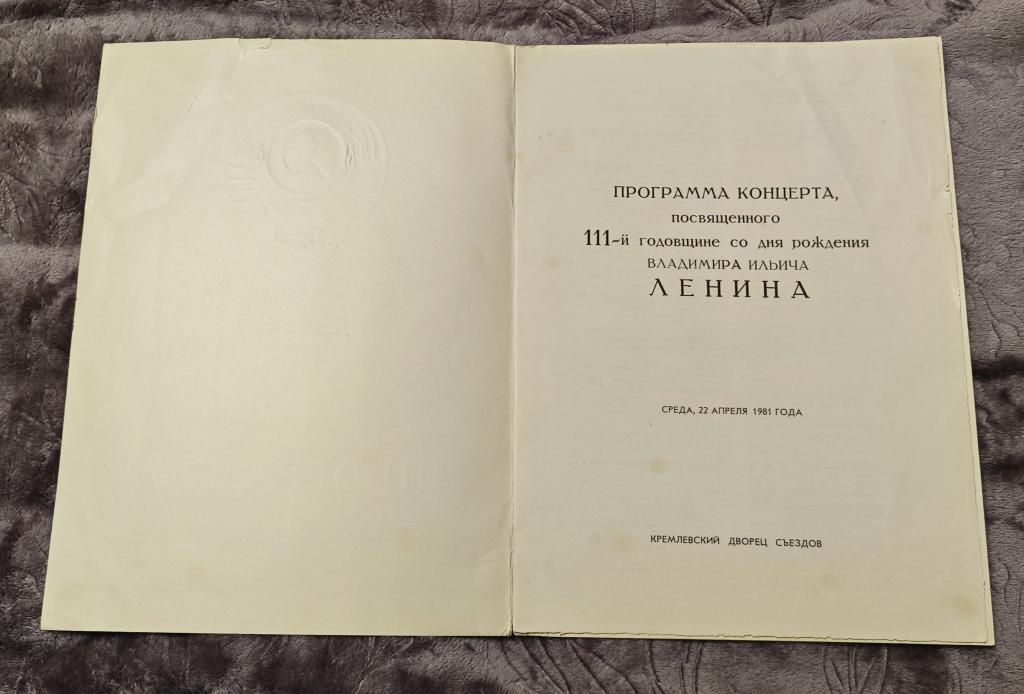 ПРОГРАММА КОНЦЕРТА,
ПОСВЯЩЕННОГО
111-й ГОДОВЩИНЕ СО ДНЯ РОЖДЕНИЯ
ВЛАДИМИРА ИЛЬИЧА
ЛЕНИНА
СРЕДА, 22 АПРЕЛЯ 1981 ГОДА
КРЕМЛЕВСКИЙ ДВОРЕЦ СЪЕЗДОВ